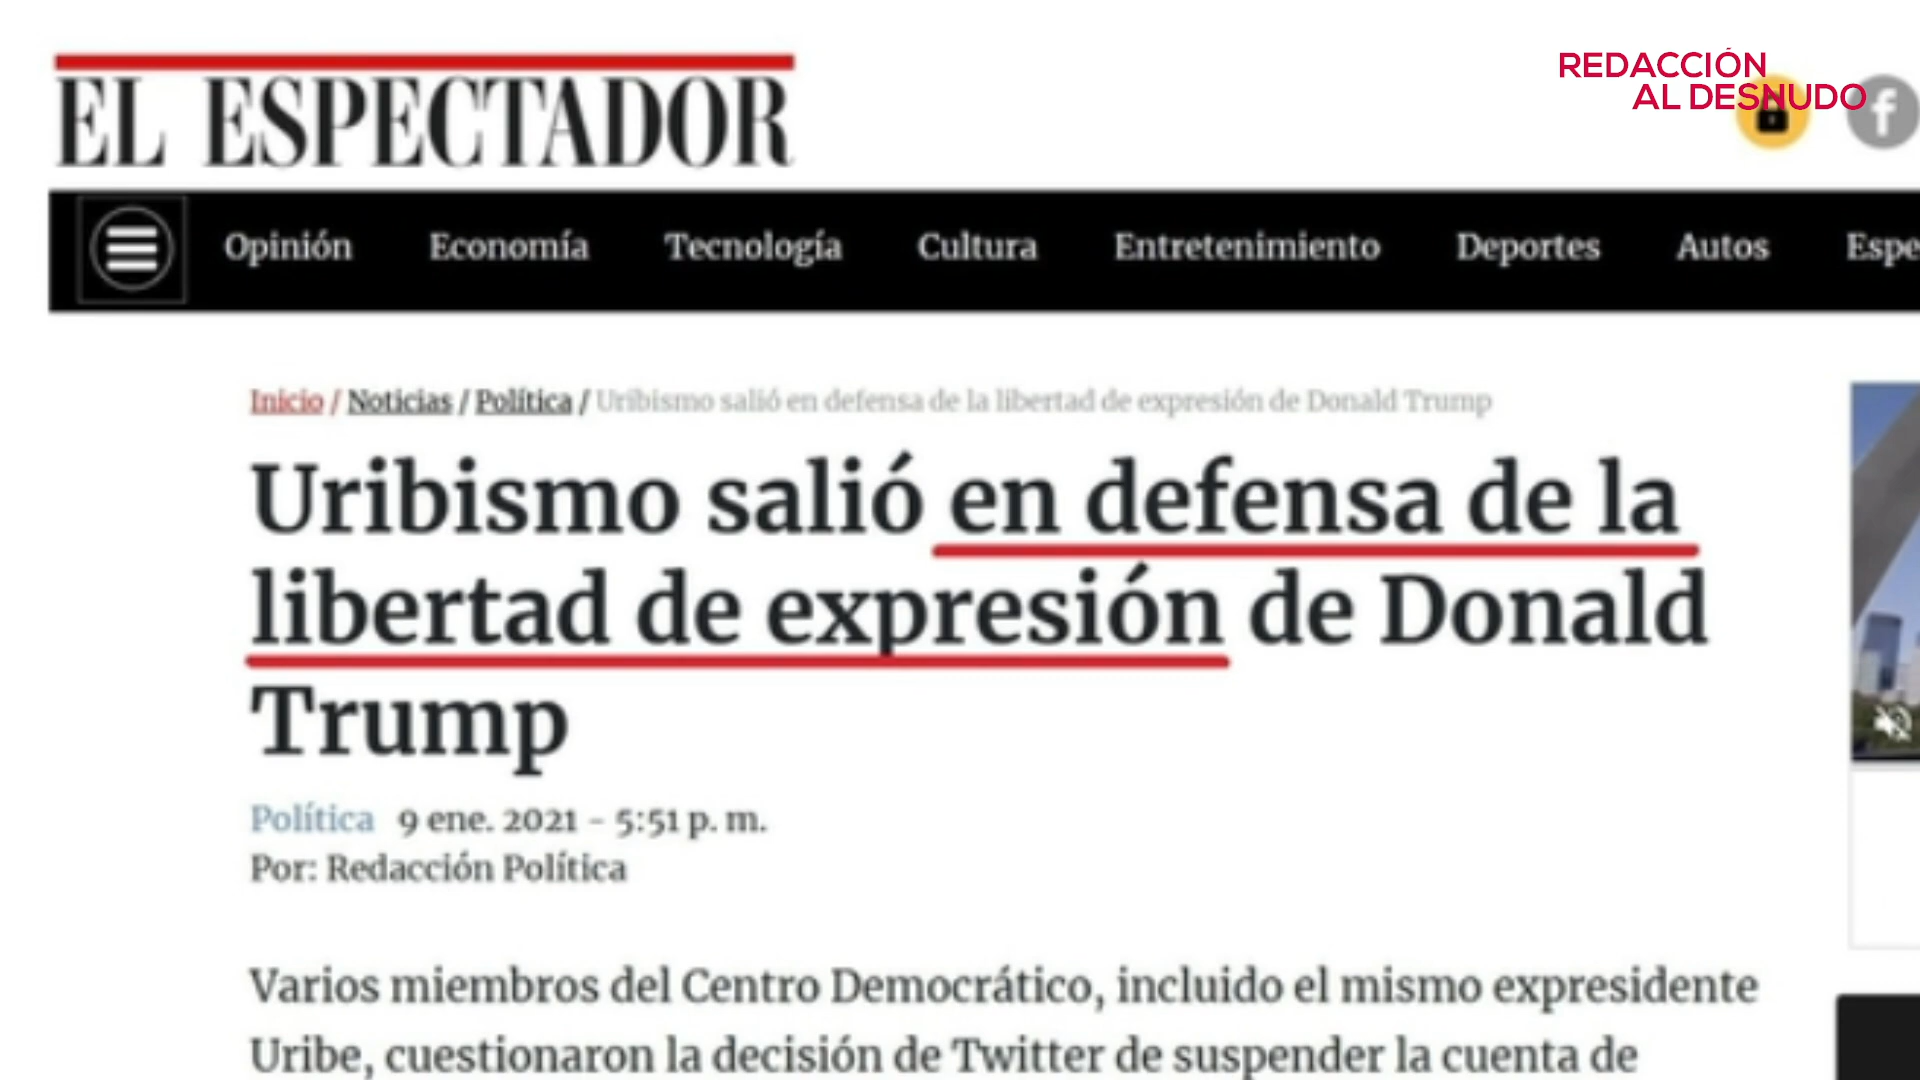 EL ESPECTADOR
REDACCIÓN
AL DESNUDO
f
Opinión Economía Tecnología Cultura Entretenimiento Deportes Autos Espe
Inicio / Noticias / Política / Uribismo salió en defensa de la libertad de expresión de Donald Trump
Uribismo salió en defensa de la
libertad de expresión de Donald
Trump
Política 9 ene. 2021 - 5:51 p. m.
Por: Redacción Política
Varios miembros del Centro Democrático, incluido el mismo expresidente
Uribe, cuestionaron la decisión de Twitter de suspender la cuenta de